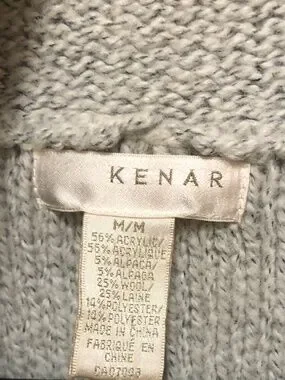 KENAR
M/M
56% ACRYLIC/
56% ACRYLIQUE
5% ALPACA/
5% ALPAGA
25% WOOL/
25% LAINE
14% POLYESTER/
14% POLYESTER
MADE IN CHINA
FABRIQUÉ EN
CHINE